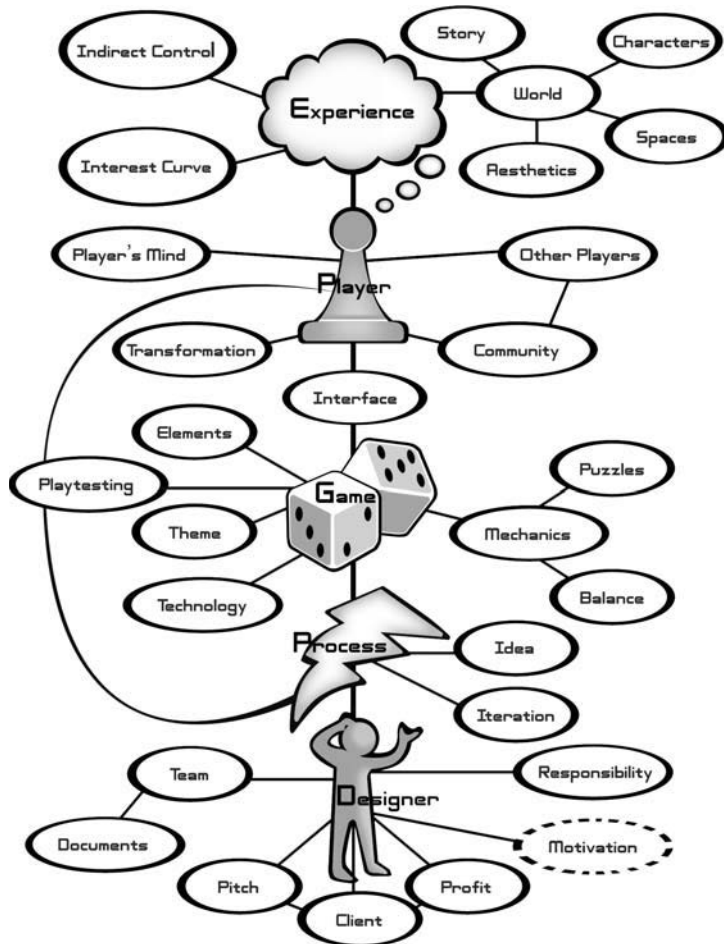 Story
Indirect Control
Characters
Experience
World
Interest Curve
Aesthetics
Spaces
Player's Mind
Other Players
Player
Transformation
Community
Interface
Elements
Puzzles
Playtesting
Game
Theme
Mechanics
Technology
Balance
Process
Idea
Iteration
Team
Responsibility
Designer
Documents
Motivation
Pitch
Profit
Client